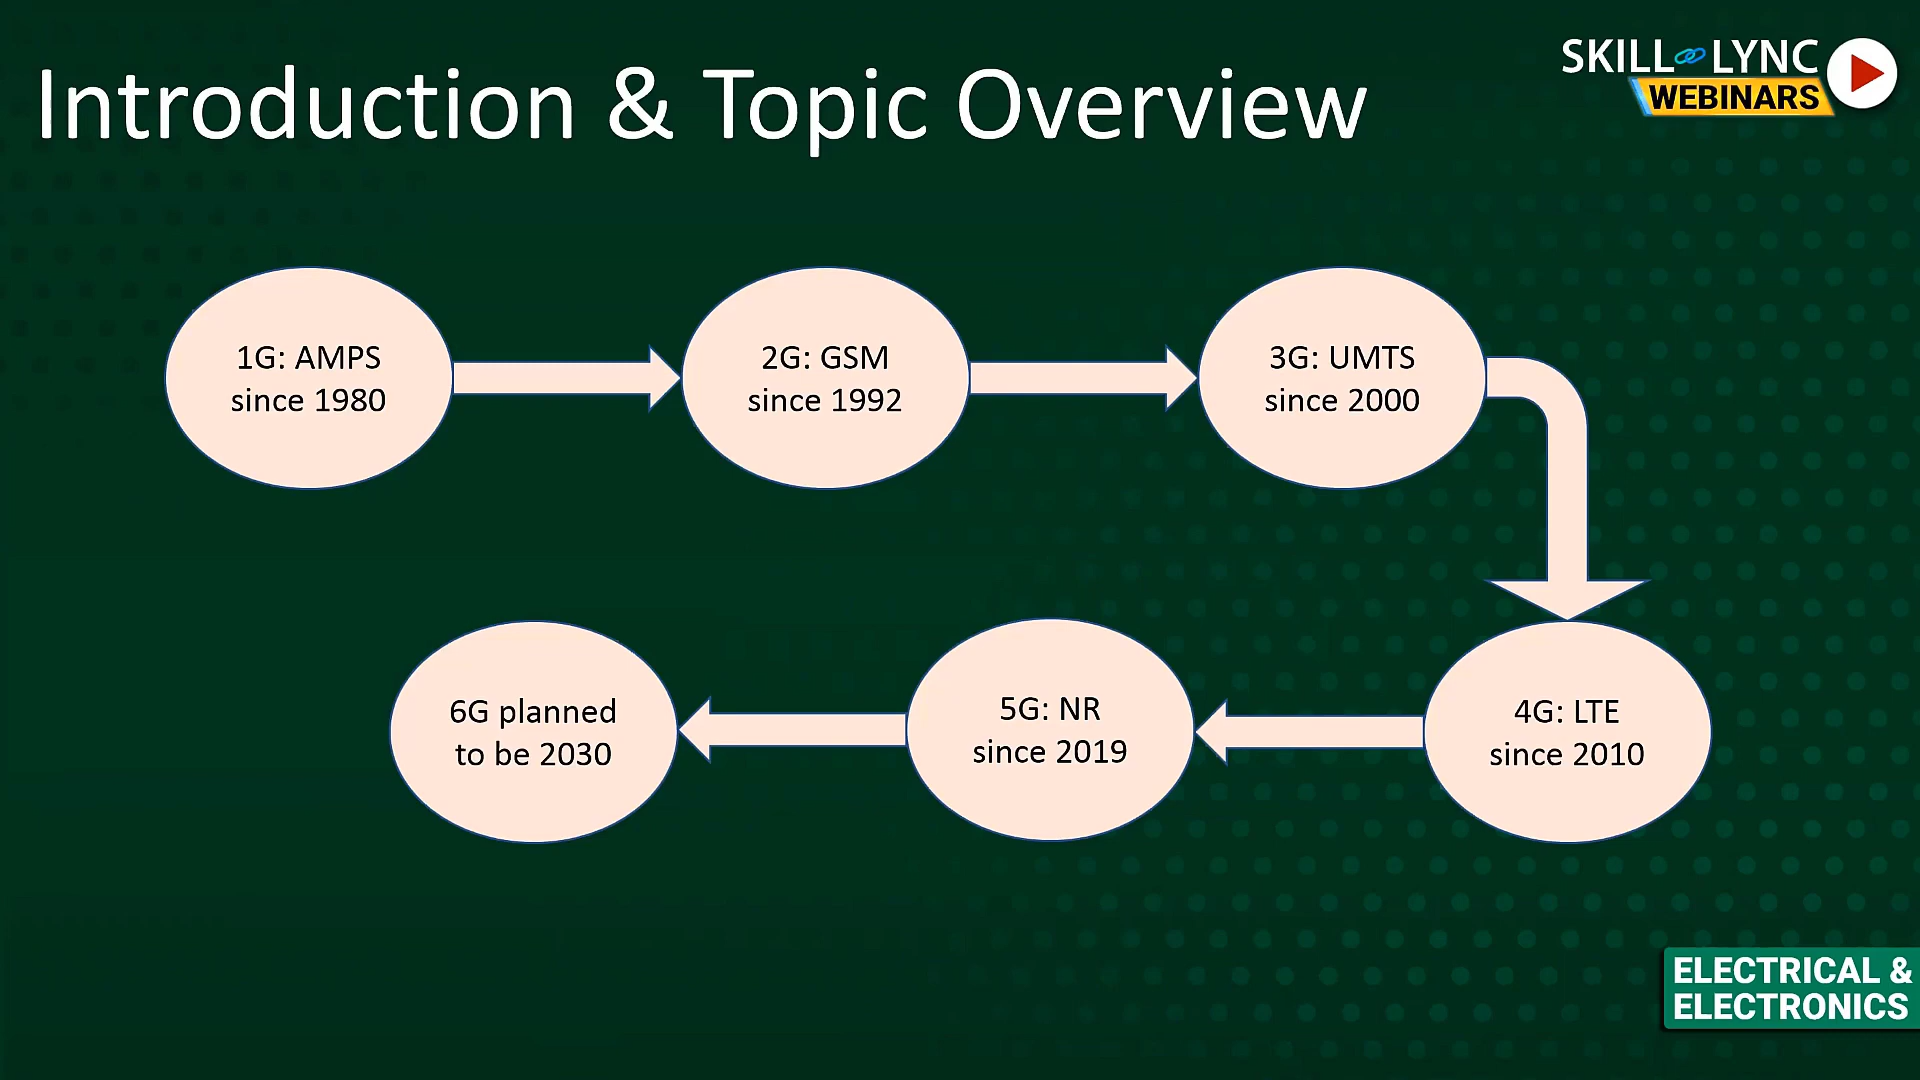 Introduction & Topic Overview
SKILL LYNC
WEBINARS
1G: AMPS
since 1980
2G: GSM
since 1992
3G: UMTS
since 2000
6G planned
to be 2030
5G: NR
since 2019
4G: LTE
since 2010
ELECTRICAL &
ELECTRONICS